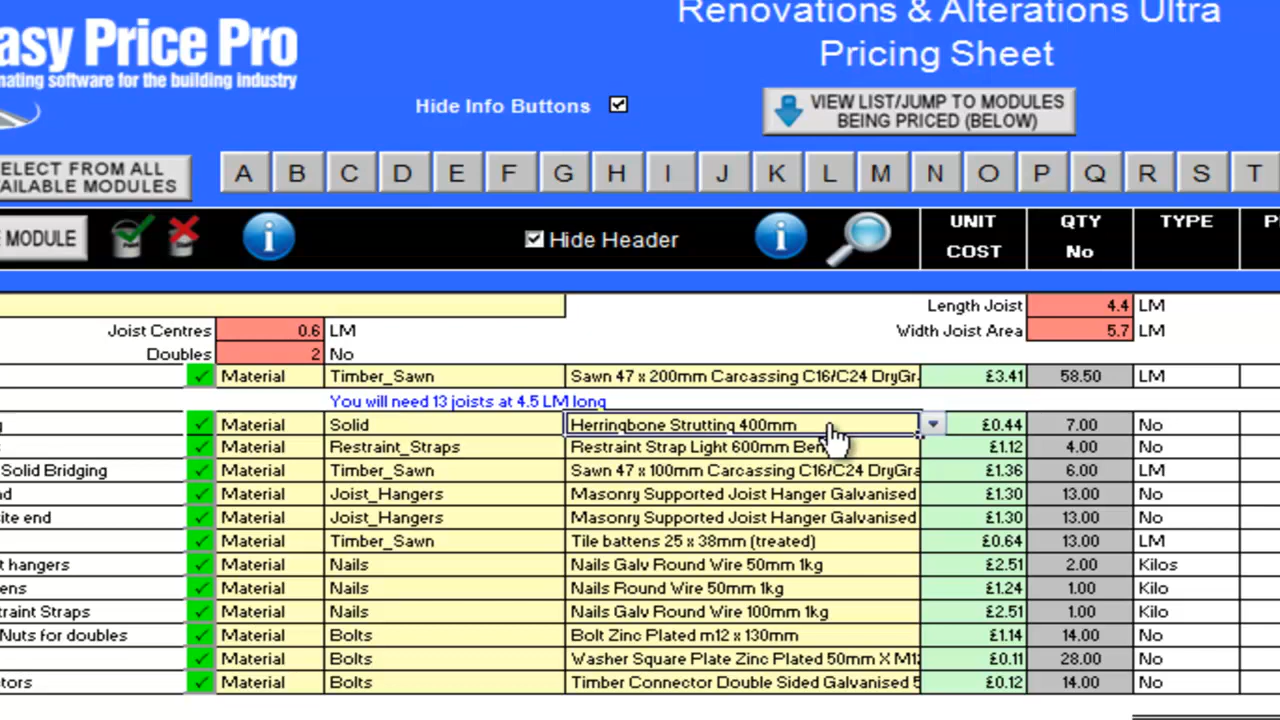 Renovations & Alterations Ultra
Pricing Sheet
asy Price Pro
nating software for the building industry
Hide Info Buttons
VIEW LIST/JUMP TO MODULES
BEING PRICED (BELOW)
ELECT FROM ALL
AILABLE MODULES
A B C D E F G H I J K L M N O P Q R S T
MODULE
Hide Header
UNIT COST
QTY No
TYPE
P
Length Joist 4.4 LM
Joist Centres 0.6 LM
Width Joist Area 5.7 LM
Doubles 2 No
Material Timber_Sawn Sawn 47 x 200mm Carcassing C16/C24 DryGr £3.41 58.50 LM
You will need 13 joists at 4.5 LM long
g Material Solid Herringbone Strutting 400mm £0.44 7.00 No
s Material Restraint_Straps Restraint Strap Light 600mm Ben £1.12 4.00 No
Solid Bridging Material Timber_Sawn Sawn 47 x 100mm Carcassing C16/C24 DryGra £1.36 6.00 LM
nd Material Joist_Hangers Masonry Supported Joist Hanger Galvanised £1.30 13.00 No
site end Material Joist_Hangers Masonry Supported Joist Hanger Galvanised £1.30 13.00 No
Material Timber_Sawn Tile battens 25 x 38mm (treated) £0.64 13.00 LM
t hangers Material Nails Nails Galv Round Wire 50mm 1kg £2.51 2.00 Kilos
ens Material Nails Nails Round Wire 50mm 1kg £1.24 1.00 Kilo
traint Straps Material Nails Nails Galv Round Wire 100mm 1kg £2.51 1.00 Kilo
Nuts for doubles Material Bolts Bolt Zinc Plated m12 x 130mm £1.14 14.00 No
Material Bolts Washer Square Plate Zinc Plated 50mm X M12 £0.11 28.00 No
ctors Material Bolts Timber Connector Double Sided Galvanised 5 £0.12 14.00 No